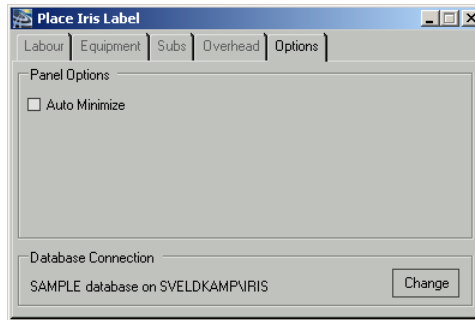 Place Iris Label
Labour Equipment Subs Overhead Options
Panel Options
Auto Minimize
Database Connection
SAMPLE database on SVELDKAMP\IRIS
Change